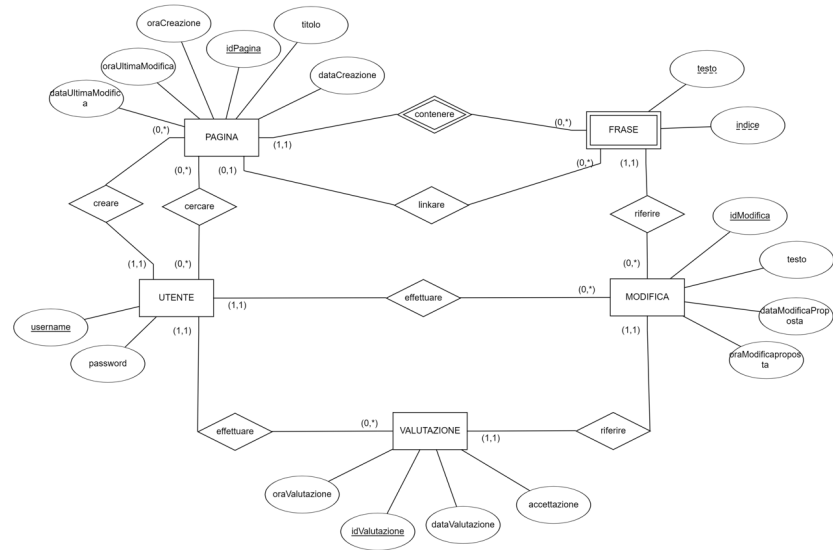 oraCreazione
titolo
idPagina
oraUltimaModifica
dataCreazione
dataUltimaModific
a
testo
contenere
PAGINA
FRASE
indice
(0,*)
(1,1)
(0,*)
(0,*)
(0,1)
(0,*)
(1,1)
creare
cercare
linkare
riferire
idModifica
testo
(1,1)
(0,*)
(0,*)
UTENTE
(1,1)
effettuare
(0,*)
MODIFICA
dataModificaProp
osta
username
(1,1)
(1,1)
oraModificapropos
ta
password
effettuare
(0,*)
VALUTAZIONE
(1,1)
riferire
oraValutazione
accettazione
idValutazione
dataValutazione